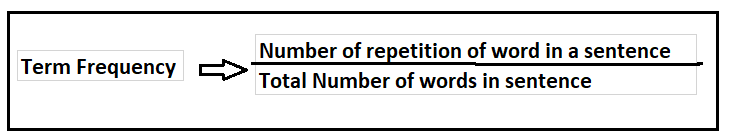 Number of repetition of word in a sentence
Term Frequency
Total Number of words in sentence